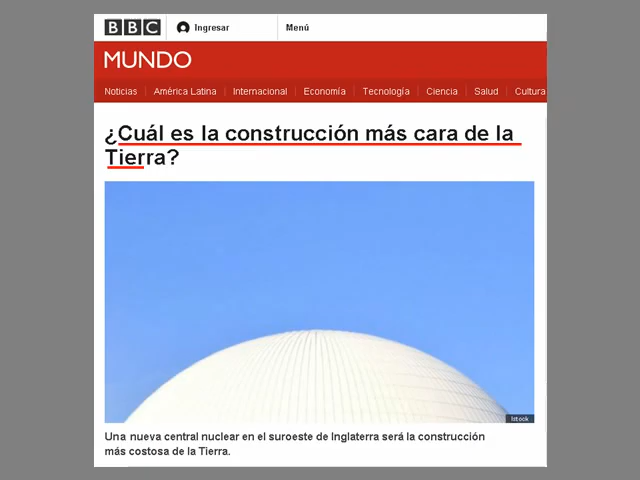 BBC Ingresar Menú
MUNDO
Noticias América Latina Internacional Economía Tecnología Ciencia Salud Cultura
¿Cuál es la construcción más cara de la
Tierra?
Istock
Una nueva central nuclear en el suroeste de Inglaterra será la construcción
más costosa de la Tierra.